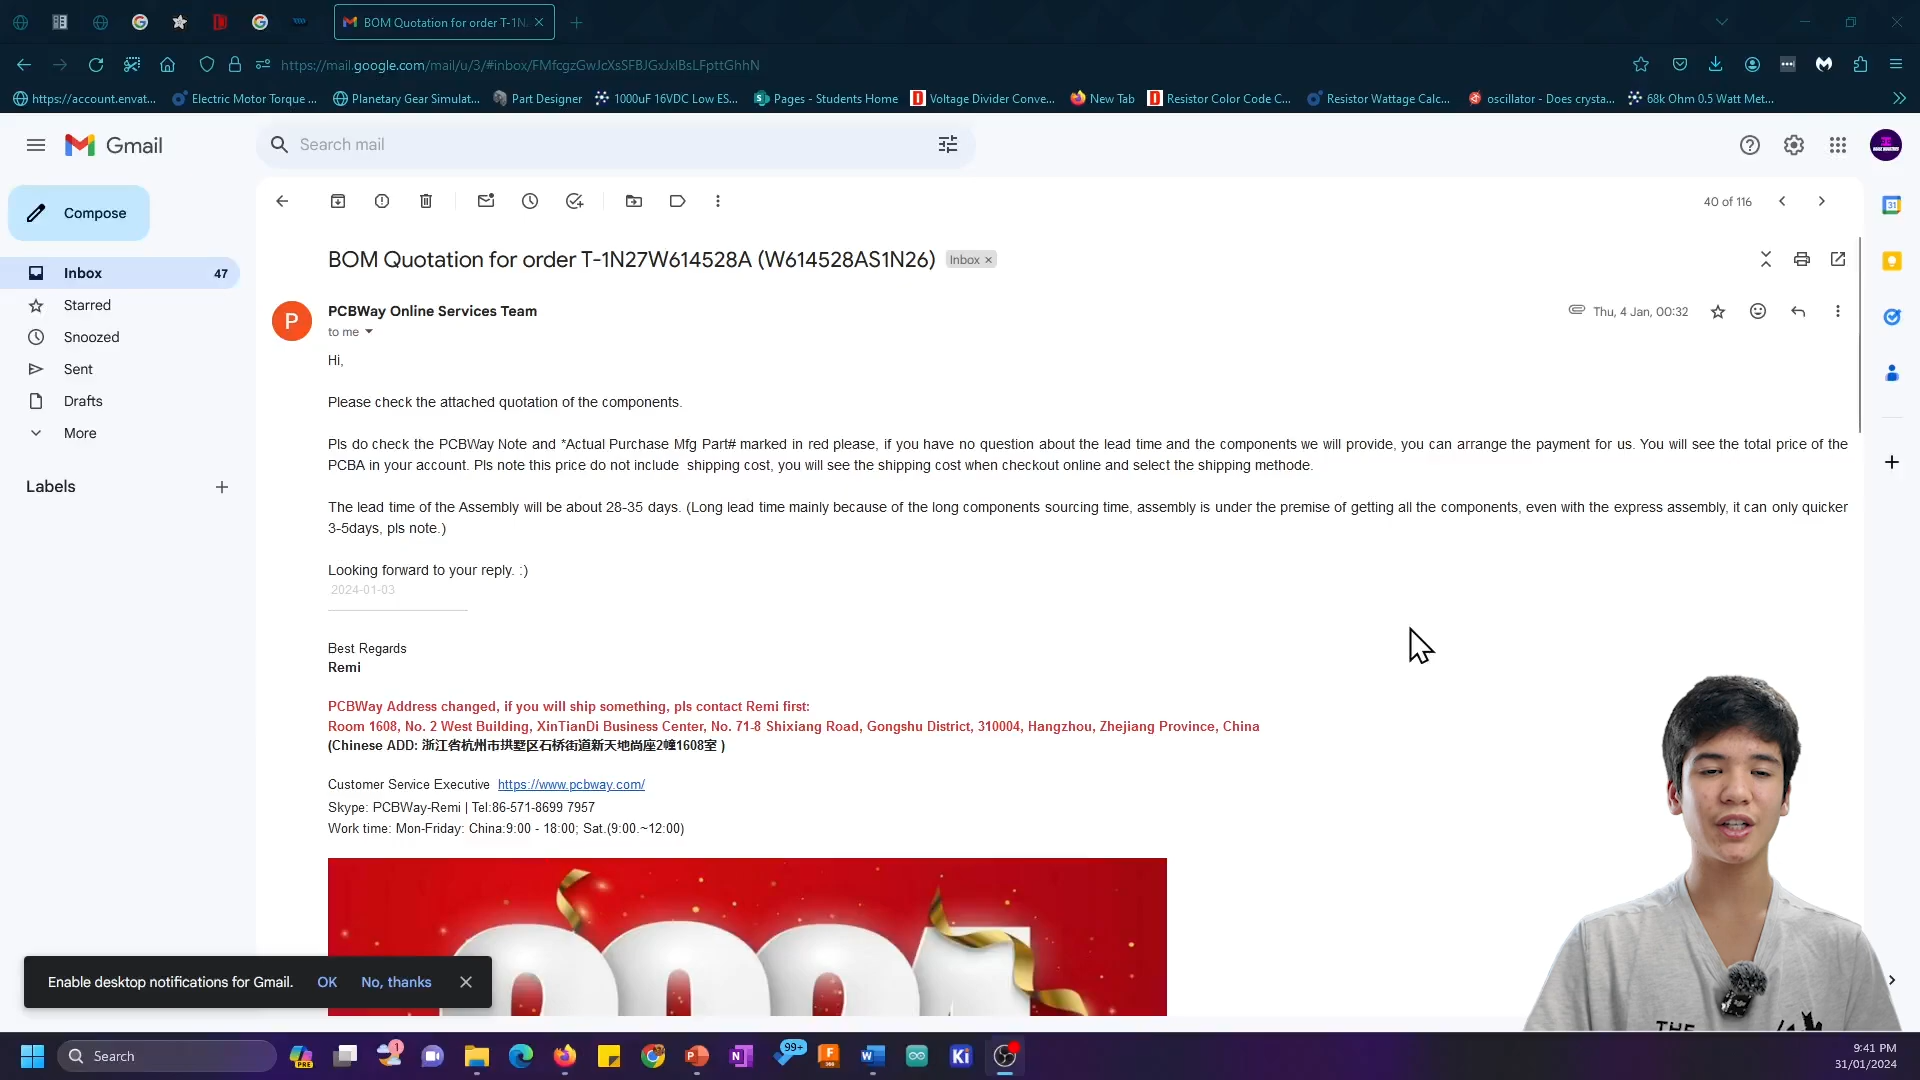 BOM Quotation for order T-1N
https://mail.google.com/mail/u/3/#inbox/FMfcgzGwJcXsSFBJGxJxlBsLFpttGhhN
https://account.envat...
Electric Motor Torque ...
Planetary Gear Simulat...
Part Designer
1000uF 16VDC Low ES...
Pages - Students Home
Voltage Divider Conve...
New Tab
Resistor Color Code C...
Resistor Wattage Calc...
oscillator - Does crysta...
68k Ohm 0.5 Watt Met...
Gmail
Search mail
Compose
40 of 116
Inbox 47
Starred
Snoozed
Sent
Drafts
More
Labels
BOM Quotation for order T-1N27W614528A (W614528AS1N26) Inbox ×
P
PCBWay Online Services Team
Thu, 4 Jan, 00:32
to me
Hi,
Please check the attached quotation of the components.
Pls do check the PCBWay Note and *Actual Purchase Mfg Part# marked in red please, if you have no question about the lead time and the components we will provide, you can arrange the payment for us. You will see the total price of the
PCBA in your account. Pls note this price do not include shipping cost, you will see the shipping cost when checkout online and select the shipping methode.
The lead time of the Assembly will be about 28-35 days. (Long lead time mainly because of the long components sourcing time, assembly is under the premise of getting all the components, even with the express assembly, it can only quicker
3-5days, pls note.)
Looking forward to your reply. :)
2024-01-03
Best Regards
Remi
PCBWay Address changed, if you will ship something, pls contact Remi first:
Room 1608, No. 2 West Building, XinTianDi Business Center, No. 71-8 Shixiang Road, Gongshu District, 310004, Hangzhou, Zhejiang Province, China
(Chinese ADD: 浙江省杭州市拱墅区石桥街道新天地尚座2幢1608室 )
Customer Service Executive https://www.pcbway.com/
Skype: PCBWay-Remi | Tel:86-571-8699 7957
Work time: Mon-Friday: China:9:00 - 18:00; Sat.(9:00.~12:00)
Enable desktop notifications for Gmail. OK No, thanks
THE
Search
PRE
1
99+
Ki
9:41 PM
31/01/2024